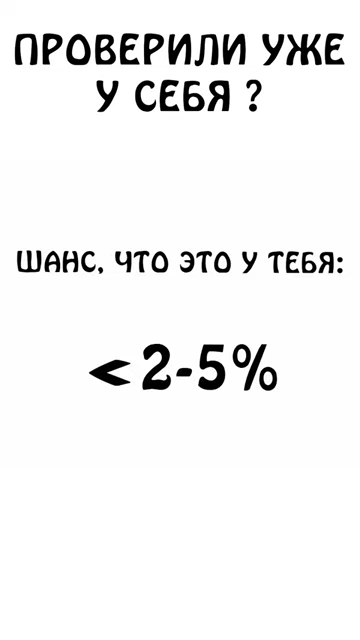 ПРОВЕРИЛИ УЖЕ
У СЕБЯ ?
ШАНС, ЧТО ЭТО У ТЕБЯ:
< 2-5%